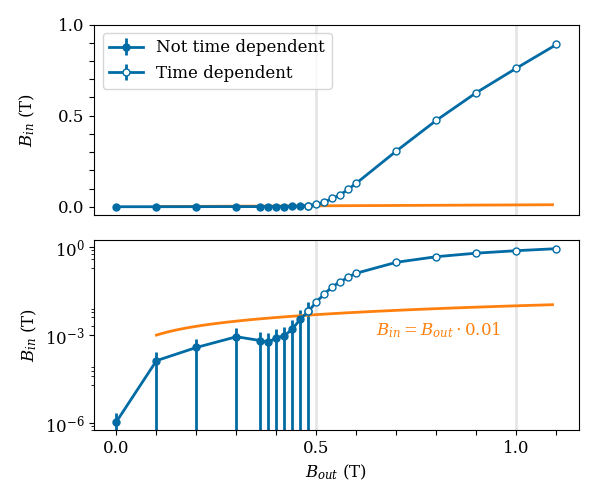 1.0
0.5
0.0
B_in (T)
Not time dependent
Time dependent
10^0
10^-3
10^-6
B_in (T)
B_in = B_out · 0.01
0.0 0.5 1.0
B_out (T)